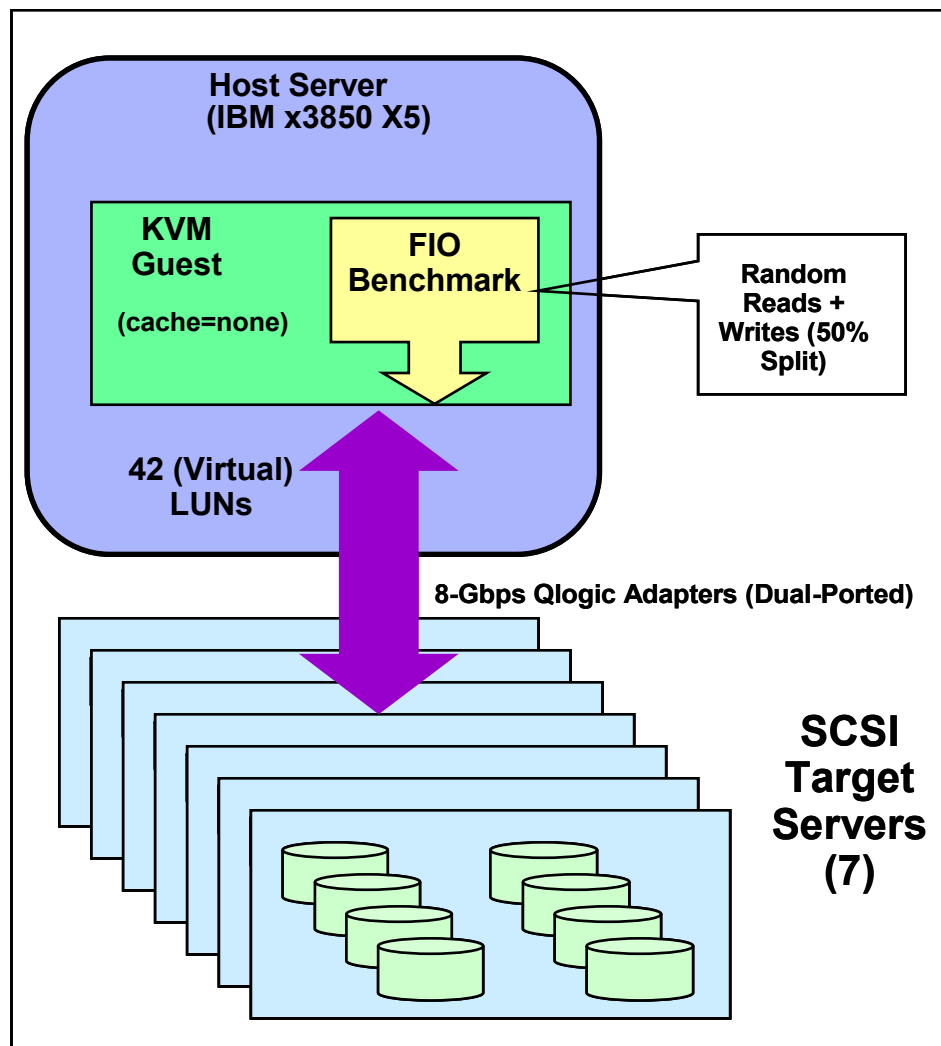 Host Server
(IBM x3850 X5)
KVM
Guest
(cache=none)
FIO
Benchmark
Random
Reads +
Writes (50%
Split)
42 (Virtual)
LUNs
8-Gbps Qlogic Adapters (Dual-Ported)
SCSI
Target
Servers
(7)